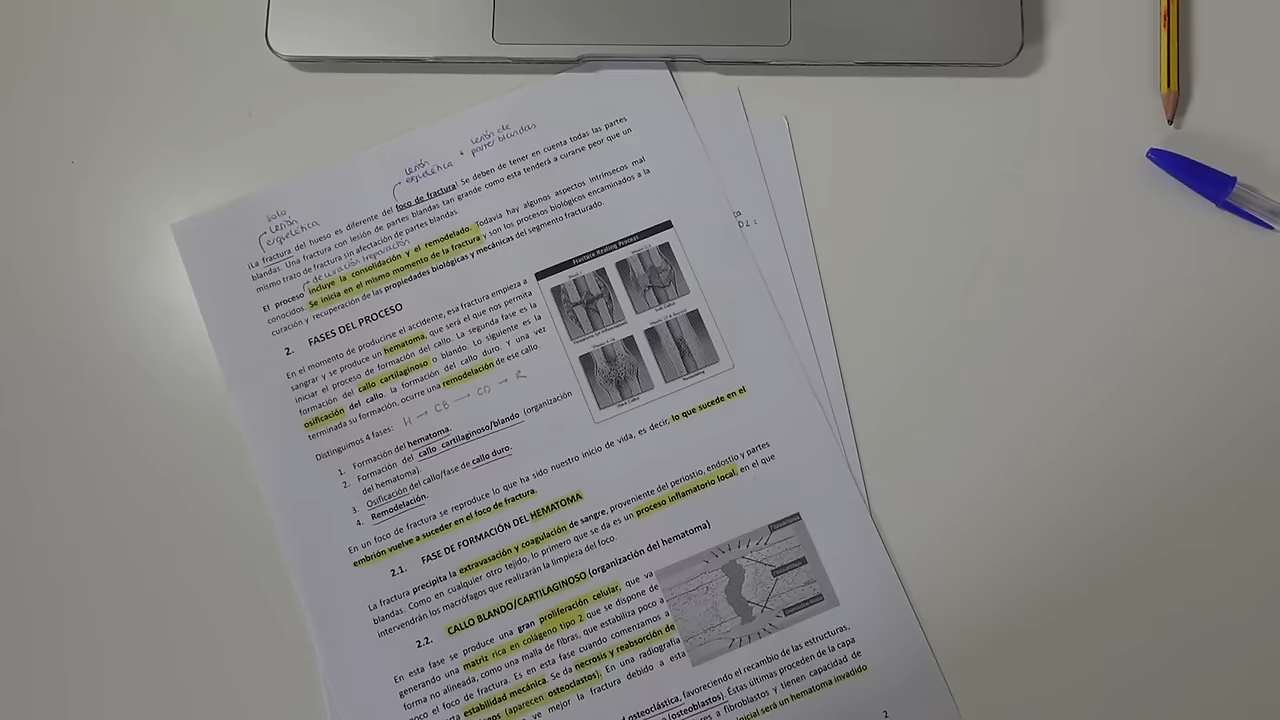 lesión
esquelética + lesión de
parte blandas
solo
lesión
esquelética
¡La fractura del hueso es diferente del foco de fractura! Se deben de tener en cuenta todas las partes
blandas. Una fractura con lesión de partes blandas tan grande como esta tenderá a curarse peor que un
mismo trazo de fractura sin afectación de partes blandas.
de curación (reparación)
El proceso incluye la consolidación y el remodelado. Todavía hay algunos aspectos intrínsecos mal
conocidos. Se inicia en el mismo momento de la fractura y son los procesos biológicos encaminados a la
curación y recuperación de las propiedades biológicas y mecánicas del segmento fracturado.
2. FASES DEL PROCESO
En el momento de producirse el accidente, esa fractura empieza a
sangrar y se produce un hematoma, que será el que nos permita
iniciar el proceso de formación del callo. La segunda fase es la
formación del callo cartilaginoso o blando. Lo siguiente es la
osificación del callo, la formación del callo duro. Y una vez
terminada su formación, ocurre una remodelación de ese callo.
Fracture Healing Process
Distinguimos 4 fases: H → CB → CD → R
1. Formación del hematoma.
2. Formación del callo cartilaginoso/blando (organización
del hematoma).
3. Osificación del callo/fase de callo duro.
4. Remodelación.
En un foco de fractura se reproduce lo que ha sido nuestro inicio de vida, es decir, lo que sucede en el
embrión vuelve a suceder en el foco de fractura.
2.1. FASE DE FORMACIÓN DEL HEMATOMA
La fractura precipita la extravasación y coagulación de sangre, proveniente del periostio, endostio y partes
blandas. Como en cualquier otro tejido, lo primero que se da es un proceso inflamatorio local, en el que
intervendrán los macrófagos que realizarán la limpieza del foco.
2.2. CALLO BLANDO/CARTILAGINOSO (organización del hematoma)
En esta fase se produce una gran proliferación celular, que va
generando una matriz rica en colágeno tipo 2 que se dispone de
forma no alineada, como una malla de fibras, que estabiliza poco a
poco el foco de fractura. Es en esta fase cuando comenzamos a
estabilidad mecánica. Se da necrosis y reabsorción de
(aparecen osteoclastos). En una radiografía
ve mejor la fractura debido a esta
osteoclástica, favoreciendo el recambio de las estructuras,
(osteoblastos). Éstas últimas proceden de la capa
a fibroblastos y tienen capacidad de
inicial será un hematoma invadido
2